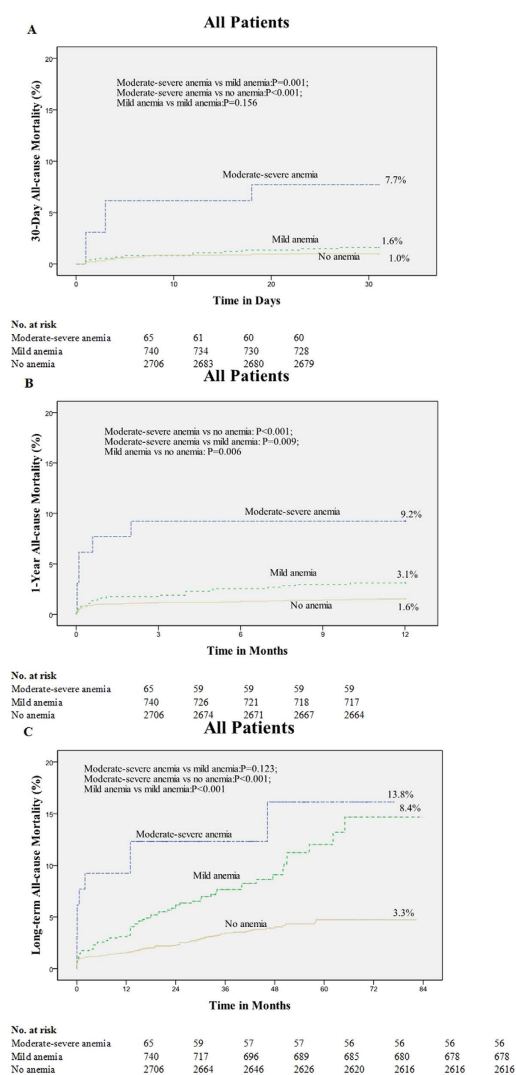 A
All Patients
30-Day All-cause Mortality (%)
20
15
10
5
0
Moderate-severe anemia vs mild anemia:P=0.001;
Moderate-severe anemia vs no anemia:P<0.001;
Mild anemia vs mild anemia:P=0.156
Moderate-severe anemia
7.7%
Mild anemia
1.6%
No anemia
1.0%
0 10 20 30
Time in Days
No. at risk
Moderate-severe anemia 65 61 60 60
Mild anemia 740 734 730 728
No anemia 2706 2683 2680 2679
B
All Patients
1-Year All-cause Mortality (%)
20
15
10
5
0
Moderate-severe anemia vs no anemia: P<0.001;
Moderate-severe anemia vs mild anemia: P=0.009;
Mild anemia vs no anemia: P=0.006
Moderate-severe anemia
9.2%
Mild anemia
3.1%
No anemia
1.6%
0 3 6 9 12
Time in Months
No. at risk
Moderate-severe anemia 65 59 59 59 59
Mild anemia 740 726 721 718 717
No anemia 2706 2674 2671 2667 2664
C
All Patients
Long-term All-cause Mortality (%)
20
15
10
5
0
Moderate-severe anemia vs mild anemia:P=0.123;
Moderate-severe anemia vs no anemia:P<0.001;
Mild anemia vs mild anemia:P<0.001
13.8%
Moderate-severe anemia
8.4%
Mild anemia
No anemia
3.3%
0 12 24 36 48 60 72 84
Time in Months
No. at risk
Moderate-severe anemia 65 59 57 57 56 56 56 56
Mild anemia 740 717 696 689 685 680 678 678
No anemia 2706 2664 2646 2626 2620 2616 2616 2616